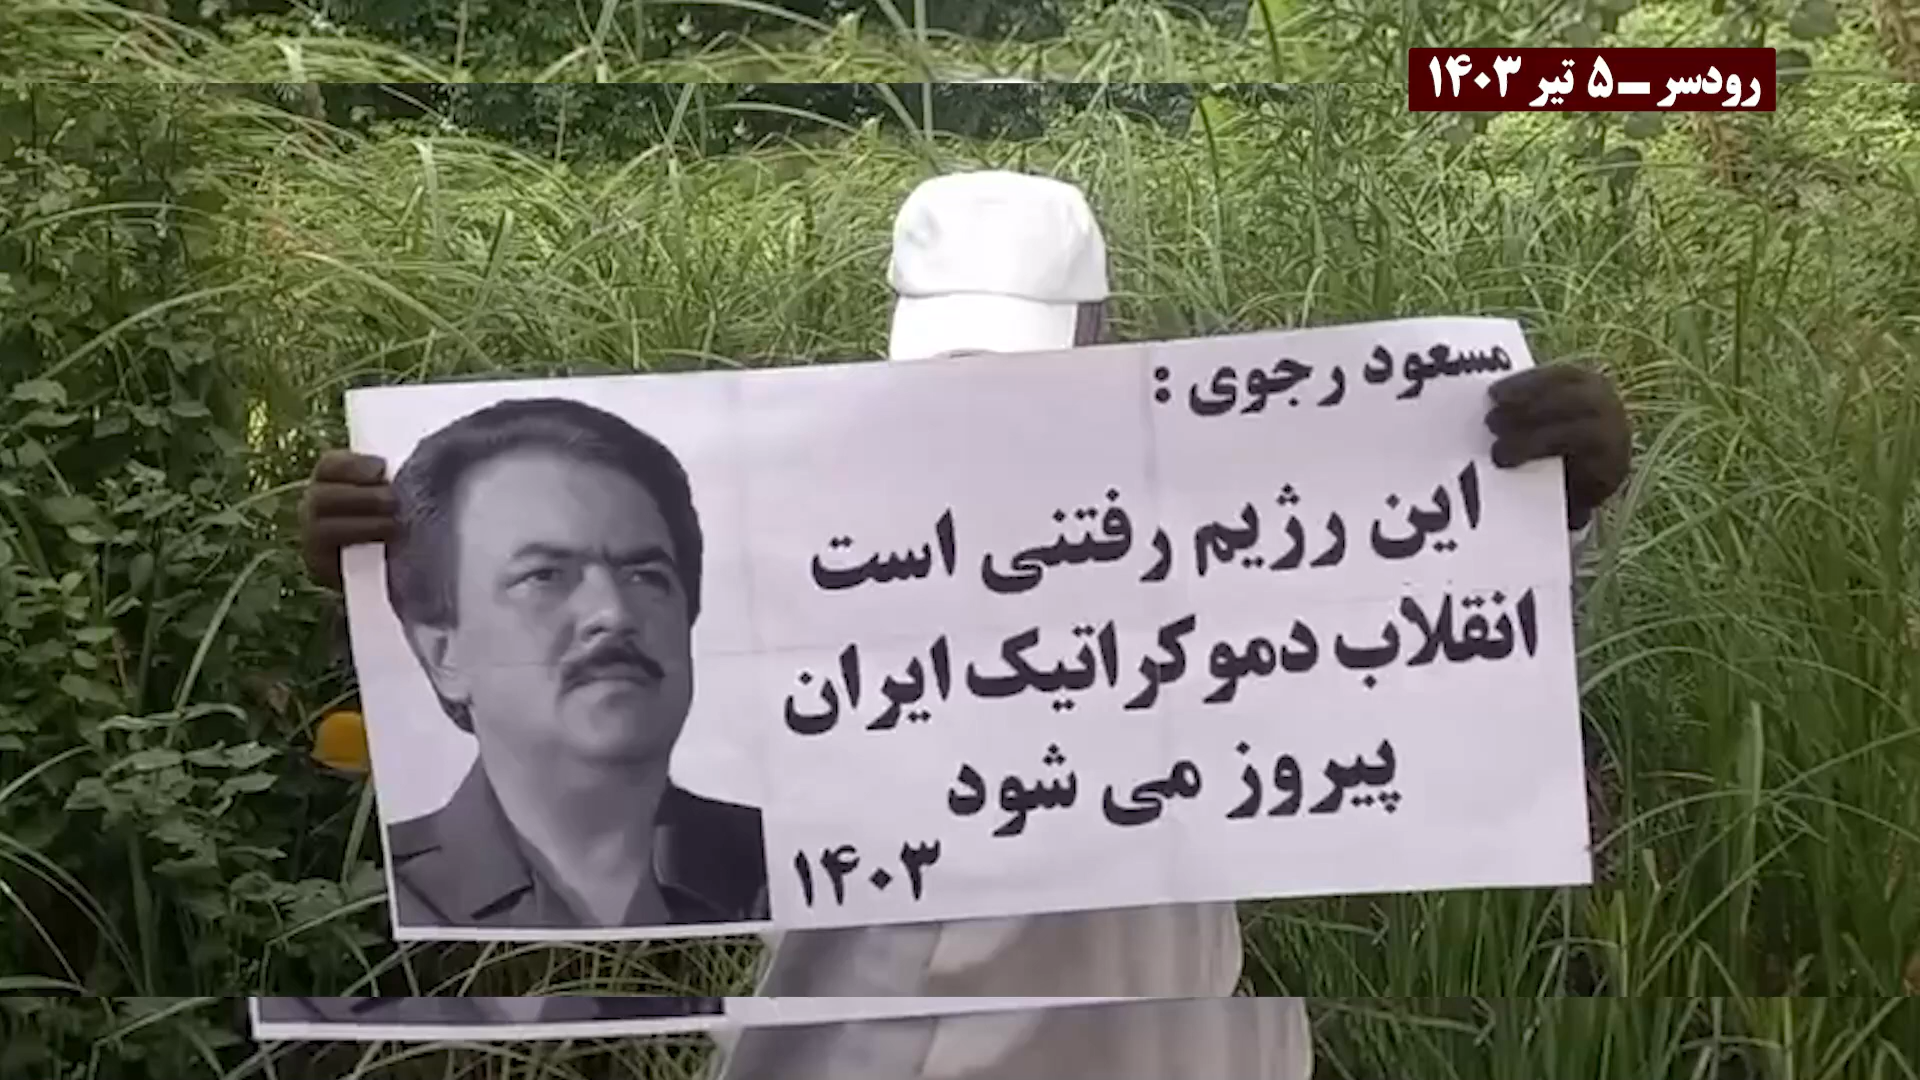 رودسر ـ ۵ تیر ۱۴۰۳
مسعود رجوی :
این رژیم رفتنی است
انقلاب دموکراتیک ایران
پیروز می شود
۱۴۰۳